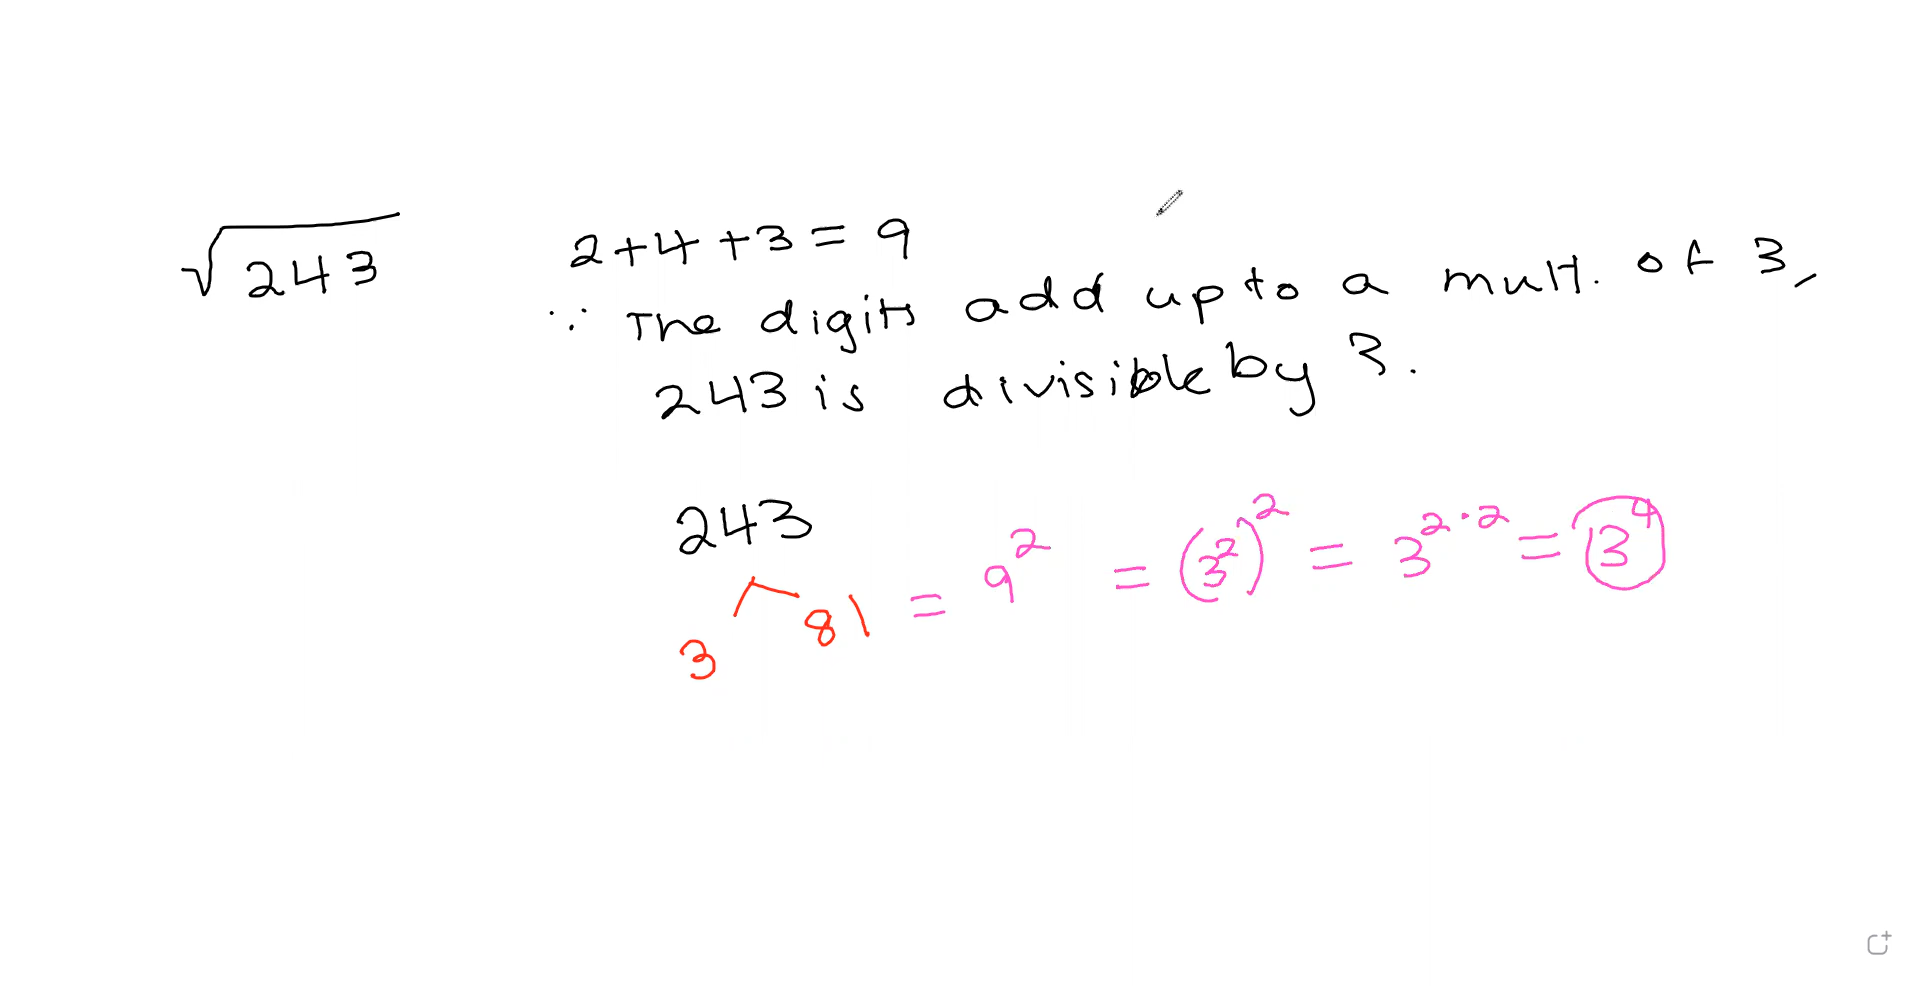 √243
2+4+3=9
∵ The digits add up to a mult. of 3,
243 is divisible by 3.
243
3 81 = 9² = (3²)² = 3^{2·2} = 3⁴